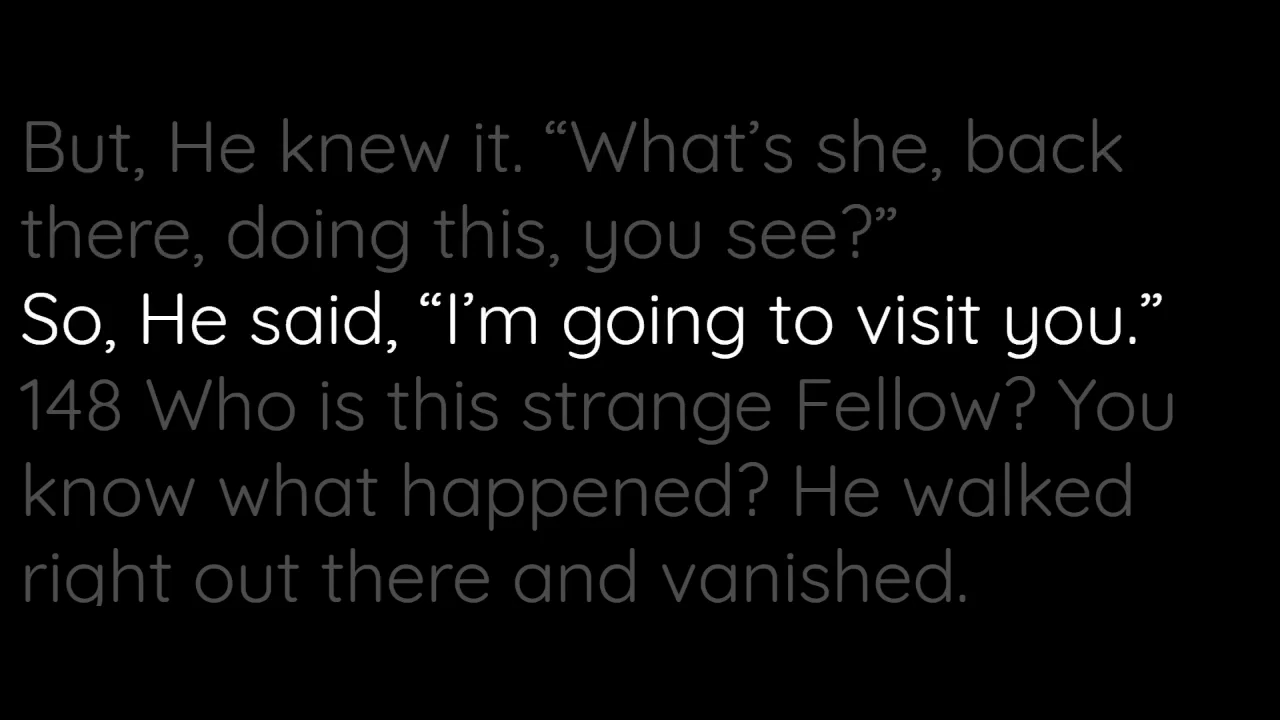 But, He knew it. “What’s she, back
there, doing this, you see?”
So, He said, “I’m going to visit you.”
148 Who is this strange Fellow? You
know what happened? He walked
right out there and vanished.